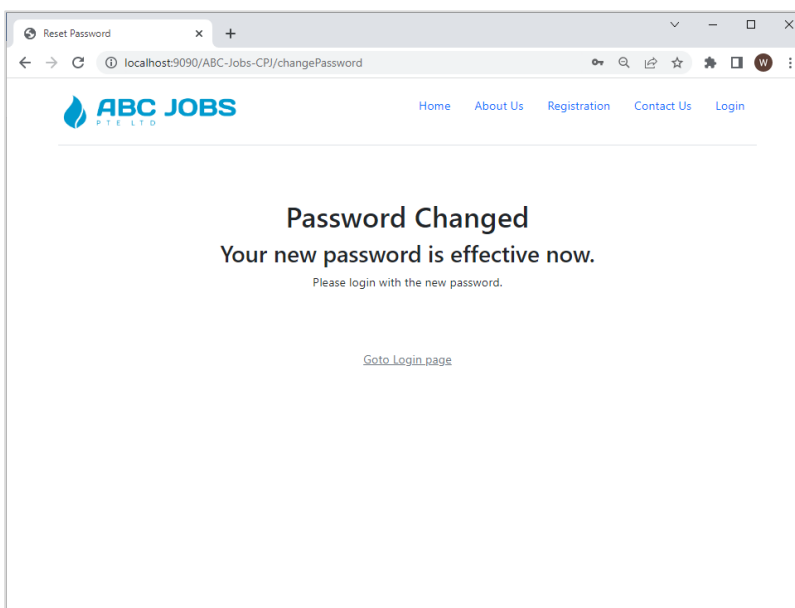 Reset Password
localhost:9090/ABC-Jobs-CPJ/changePassword
W
ABC JOBS
PTE LTD
Home About Us Registration Contact Us Login
Password Changed
Your new password is effective now.
Please login with the new password.
Goto Login page